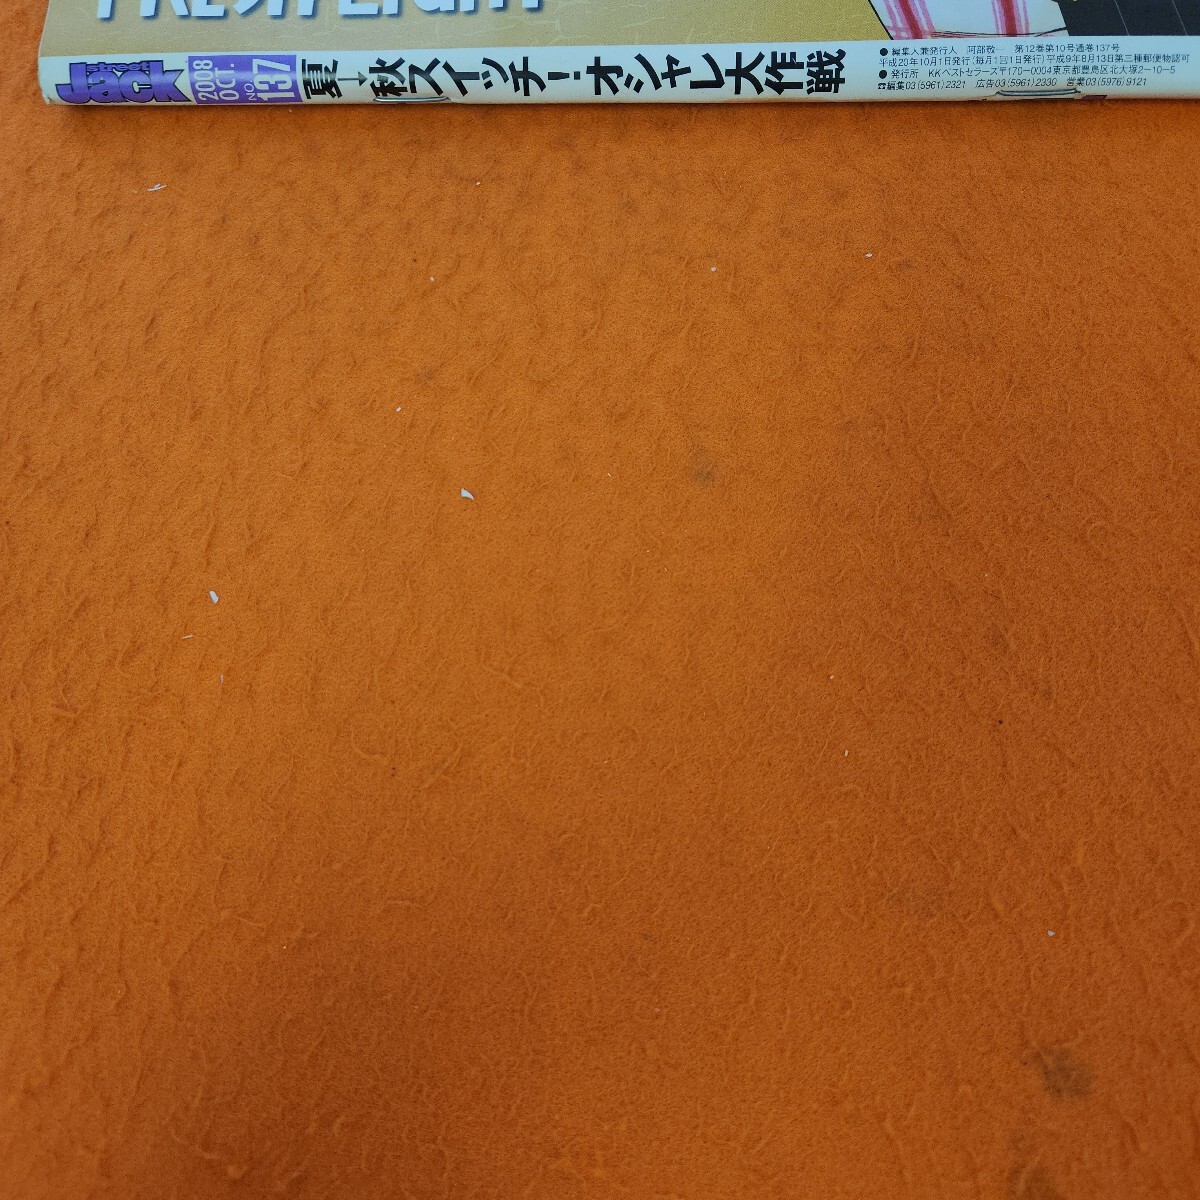 street
Jack
2008
OCT.
NO.
137
夏→秋スイッチ・オシャレ大作戦
●編集人兼発行人 阿部敬一 第12巻第10号通巻137号
平成20年10月1日発行(毎月1回1日発行)平成9年8月13日第三種郵便物認可
●発行所 KKベストセラーズ〒170-0004東京都豊島区北大塚2-10-5
☎編集03(5961)2321 広告03(5961)2330 営業03(5976)9121